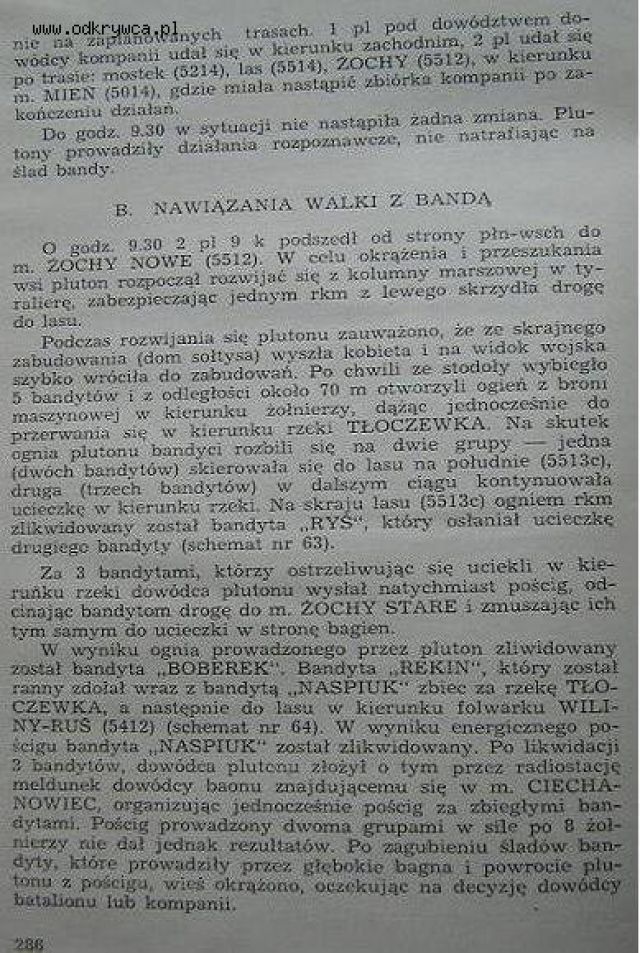 www.odkrywca.pl
nie na zaplanowanych trasach. 1 pl pod dowództwem do-
wódcy kompanii udał się w kierunku zachodnim, 2 pl udał się
po trasie: mostek (5214), las (5514), ŻOCHY (5512), w kierunku
m. MIEN (5014), gdzie miała nastąpić zbiórka kompanii po za-
kończeniu działań.
Do godz. 9.30 w sytuacji nie nastąpiła żadna zmiana. Plu-
tony prowadziły działania rozpoznawcze, nie natrafiając na
ślad bandy.
B. NAWIĄZANIA WALKI Z BANDĄ
O godz. 9.30 2 pl 9 k podszedł od strony płn-wsch do
m. ŻOCHY NOWE (5512). W celu okrążenia i przeszukania
wsi pluton rozpoczął rozwijać się z kolumny marszowej w ty-
ralierę, zabezpieczając jednym rkm z lewego skrzydła drogę
do lasu.
Podczas rozwijania się plutonu zauważono, że ze skrajnego
zabudowania (dom sołtysa) wyszła kobieta i na widok wojska
szybko wróciła do zabudowań. Po chwili ze stodoły wybiegło
5 bandytów i z odległości około 70 m otworzyli ogień z broni
maszynowej w kierunku żołnierzy, dążąc jednocześnie do
przerwania się w kierunku rzeki TŁOCZEWKA. Na skutek
ognia plutonu bandyci rozbili się na dwie grupy — jedna
(dwóch bandytów) skierowała się do lasu na południe (5513c),
druga (trzech bandytów) w dalszym ciągu kontynuowała
ucieczkę w kierunku rzeki. Na skraju lasu (5513c) ogniem rkm
zlikwidowany został bandyta „RYŚ“, który osłaniał ucieczkę
drugiego bandyty (schemat nr 63).
Za 3 bandytami, którzy ostrzeliwując się uciekli w kie-
runku rzeki dowódca plutonu wysłał natychmiast pościg, od-
cinając bandytom drogę do m. ŻOCHY STARE i zmuszając ich
tym samym do ucieczki w stronę bagien.
W wyniku ognia prowadzonego przez pluton zliwidowany
został bandyta „BOBEREK“. Bandyta „REKIN“, który został
ranny zdołał wraz z bandytą „NASPIUK“ zbiec za rzekę TŁO-
CZEWKA, a następnie do lasu w kierunku folwarku WILI-
NY-RUŚ (5412) (schemat nr 64). W wyniku energicznego po-
ścigu bandyta „NASPIUK“ został zlikwidowany. Po likwidacji
3 bandytów, dowódca plutonu złożył o tym przez radiostację
meldunek dowódcy baonu znajdującemu się w m. CIECHA-
NOWIEC, organizując jednocześnie pościg za zbiegłymi ban-
dytami. Pościg prowadzony dwoma grupami w sile po 8 żoł-
nierzy nie dał jednak rezultatów. Po zagubieniu śladów ban-
dyty, które prowadziły przez głębokie bagna i powrocie plu-
tonu z pościgu, wieś okrążono, oczekując na decyzję dowódcy
batalionu lub kompanii.
286